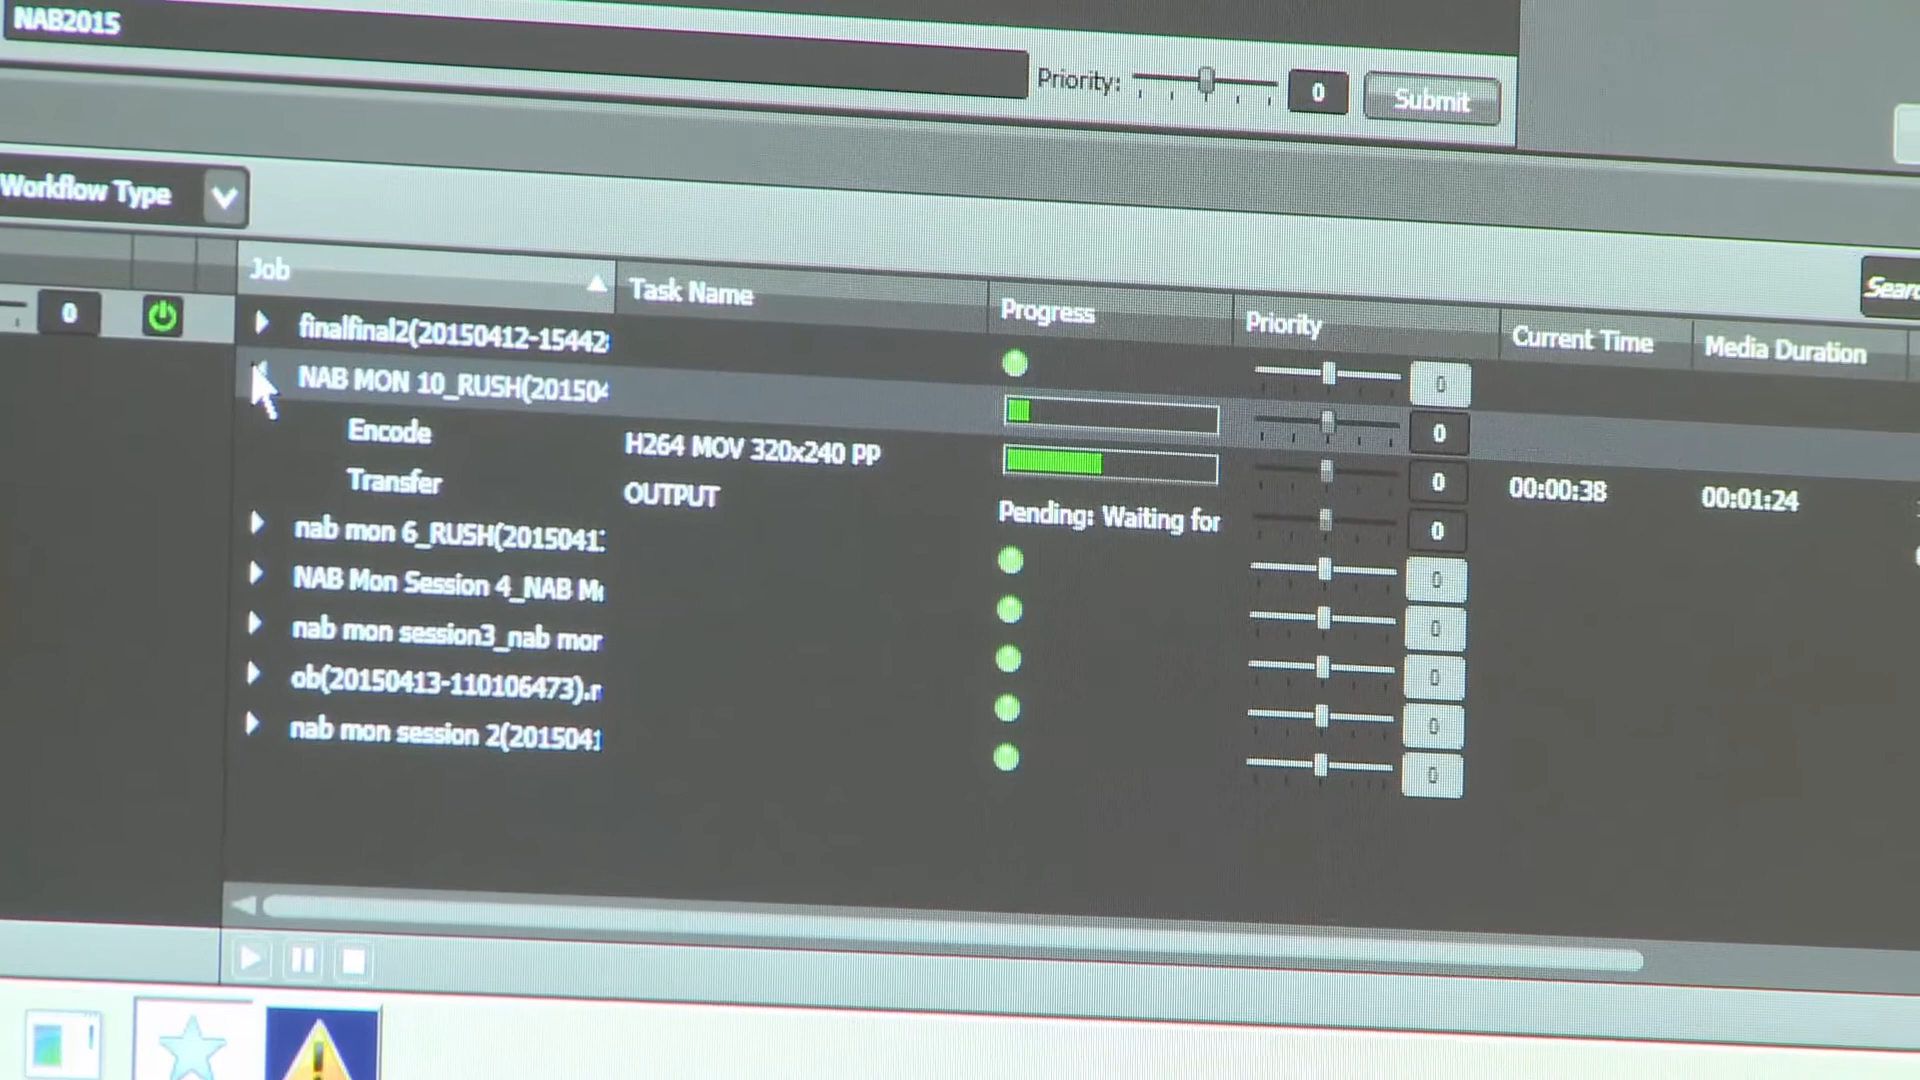 NAB2015
Priority: 0 Submit
Workflow Type
Job Task Name Progress Priority Current Time Media Duration
0
finalfinal2(20150412-15442 0
NAB MON 10_RUSH(20150 0
Encode H264 MOV 320x240 PP 0 00:00:38 00:01:24
Transfer OUTPUT Pending: Waiting for 0
nab mon 6_RUSH(2015041 0
NAB Mon Session 4_NAB M 0
nab mon session3_nab mor 0
ob(20150413-110106473).r 0
nab mon session 2(201504 0